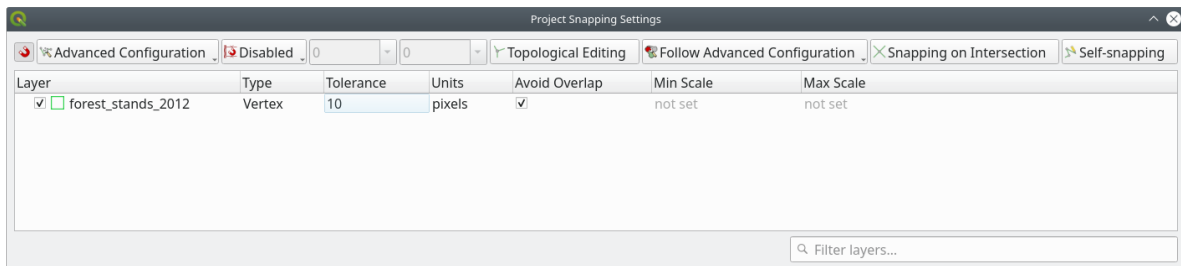 Project Snapping Settings
Advanced Configuration Disabled 0 0 Topological Editing Follow Advanced Configuration Snapping on Intersection Self-snapping
Layer Type Tolerance Units Avoid Overlap Min Scale Max Scale
forest_stands_2012 Vertex 10 pixels not set not set
Filter layers...